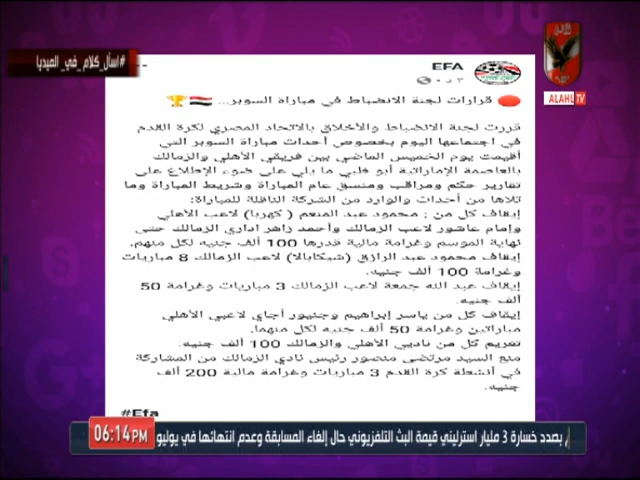 #اسأل_كلام_في_الميديا
EFA
٣ د
الأهلي
ALAHLY TV
🔴 قرارات لجنة الانضباط في مباراة السوبر... 🇪🇬🏆
قررت لجنة الانضباط والأخلاق بالاتحاد المصري لكرة القدم
في اجتماعها اليوم بخصوص أحداث مباراة السوبر التي
أقيمت يوم الخميس الماضي بين فريقي الأهلي والزمالك
بالعاصمة الإماراتية أبو ظبي ما يلي على ضوء الإطلاع على
تقارير حكم ومراقب ومنسق عام المباراة وشريط المباراة وما
تلاها من أحداث والوارد من الشركة الناقلة للمباراة:
إيقاف كل من : محمود عبد المنعم ( كهربا) لاعب الأهلي
وإمام عاشور لاعب الزمالك وأحمد زاهر اداري الزمالك حتى
نهاية الموسم وغرامة مالية قدرها 100 ألف جنيه لكل منهم.
إيقاف محمود عبد الرازق (شيكابالا) لاعب الزمالك 8 مباريات
وغرامة 100 ألف جنيه.
إيقاف عبد الله جمعة لاعب الزمالك 3 مباريات وغرامة 50
ألف جنيه.
إيقاف كل من ياسر إبراهيم وجنيور أجاي لاعبي الأهلي
مباراتين وغرامة 50 ألف جنيه لكل منهما.
تغريم كل من ناديي الأهلي والزمالك 100 ألف جنيه.
منع السيد مرتضى منصور رئيس نادي الزمالك من المشاركة
في أنشطة كرة القدم 3 مباريات وغرامة مالية 200 ألف
جنيه.
#Efa
06:14 PM
بصدد خسارة 3 مليار استرليني قيمة البث التلفزيوني حال إلغاء المسابقة وعدم انتهائها في يوليو